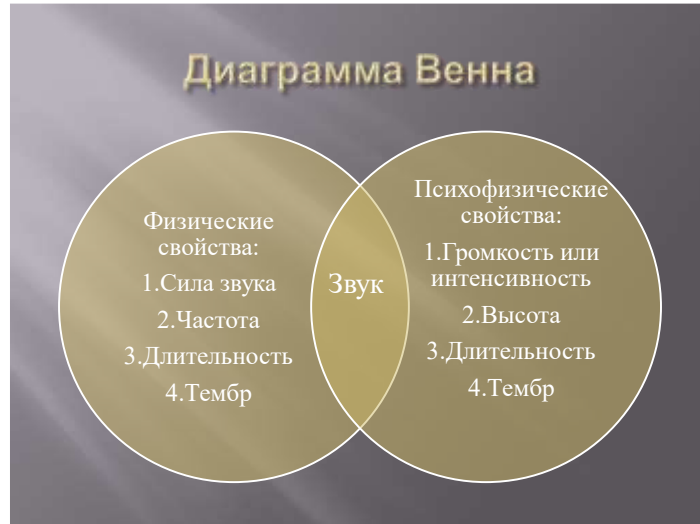 Диаграмма Венна
Физические
свойства:
1.Сила звука
2.Частота
3.Длительность
4.Тембр
Звук
Психофизические
свойства:
1.Громкость или
интенсивность
2.Высота
3.Длительность
4.Тембр